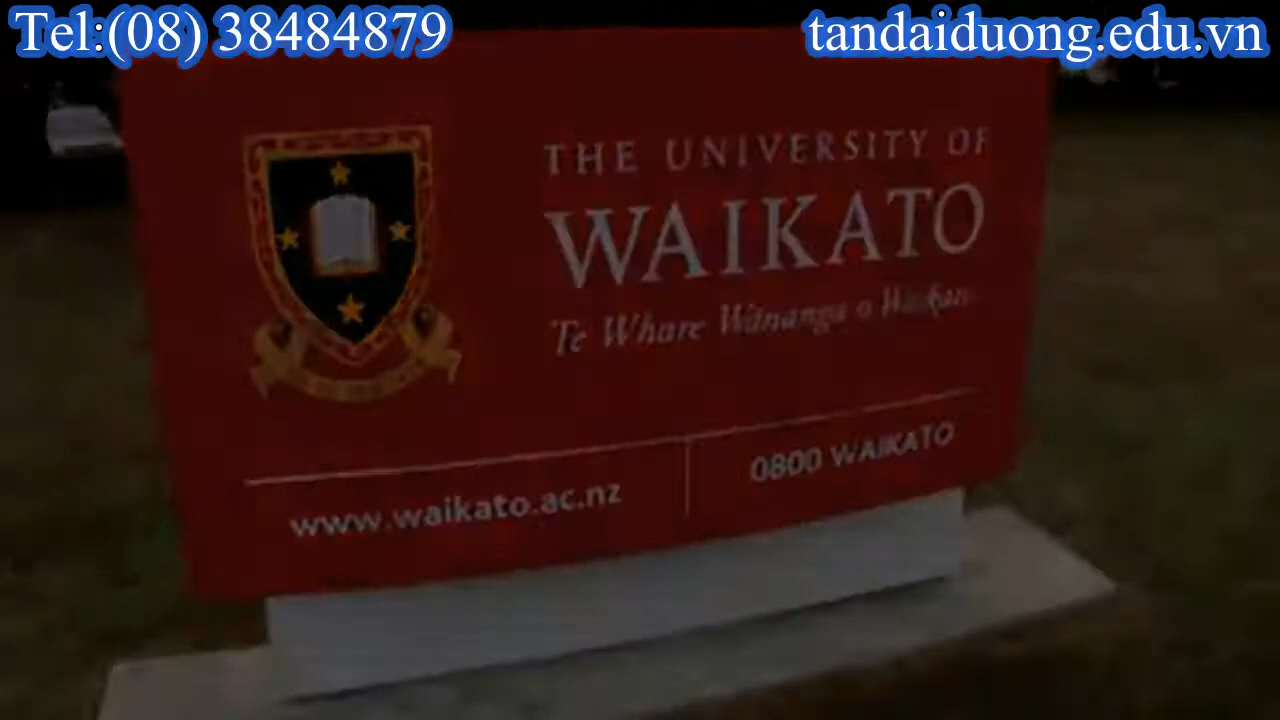 Tel:(08) 38484879
tandaiduong.edu.vn
THE UNIVERSITY OF
WAIKATO
Te Whare Wānanga o Waikato
www.waikato.ac.nz
0800 WAIKATO